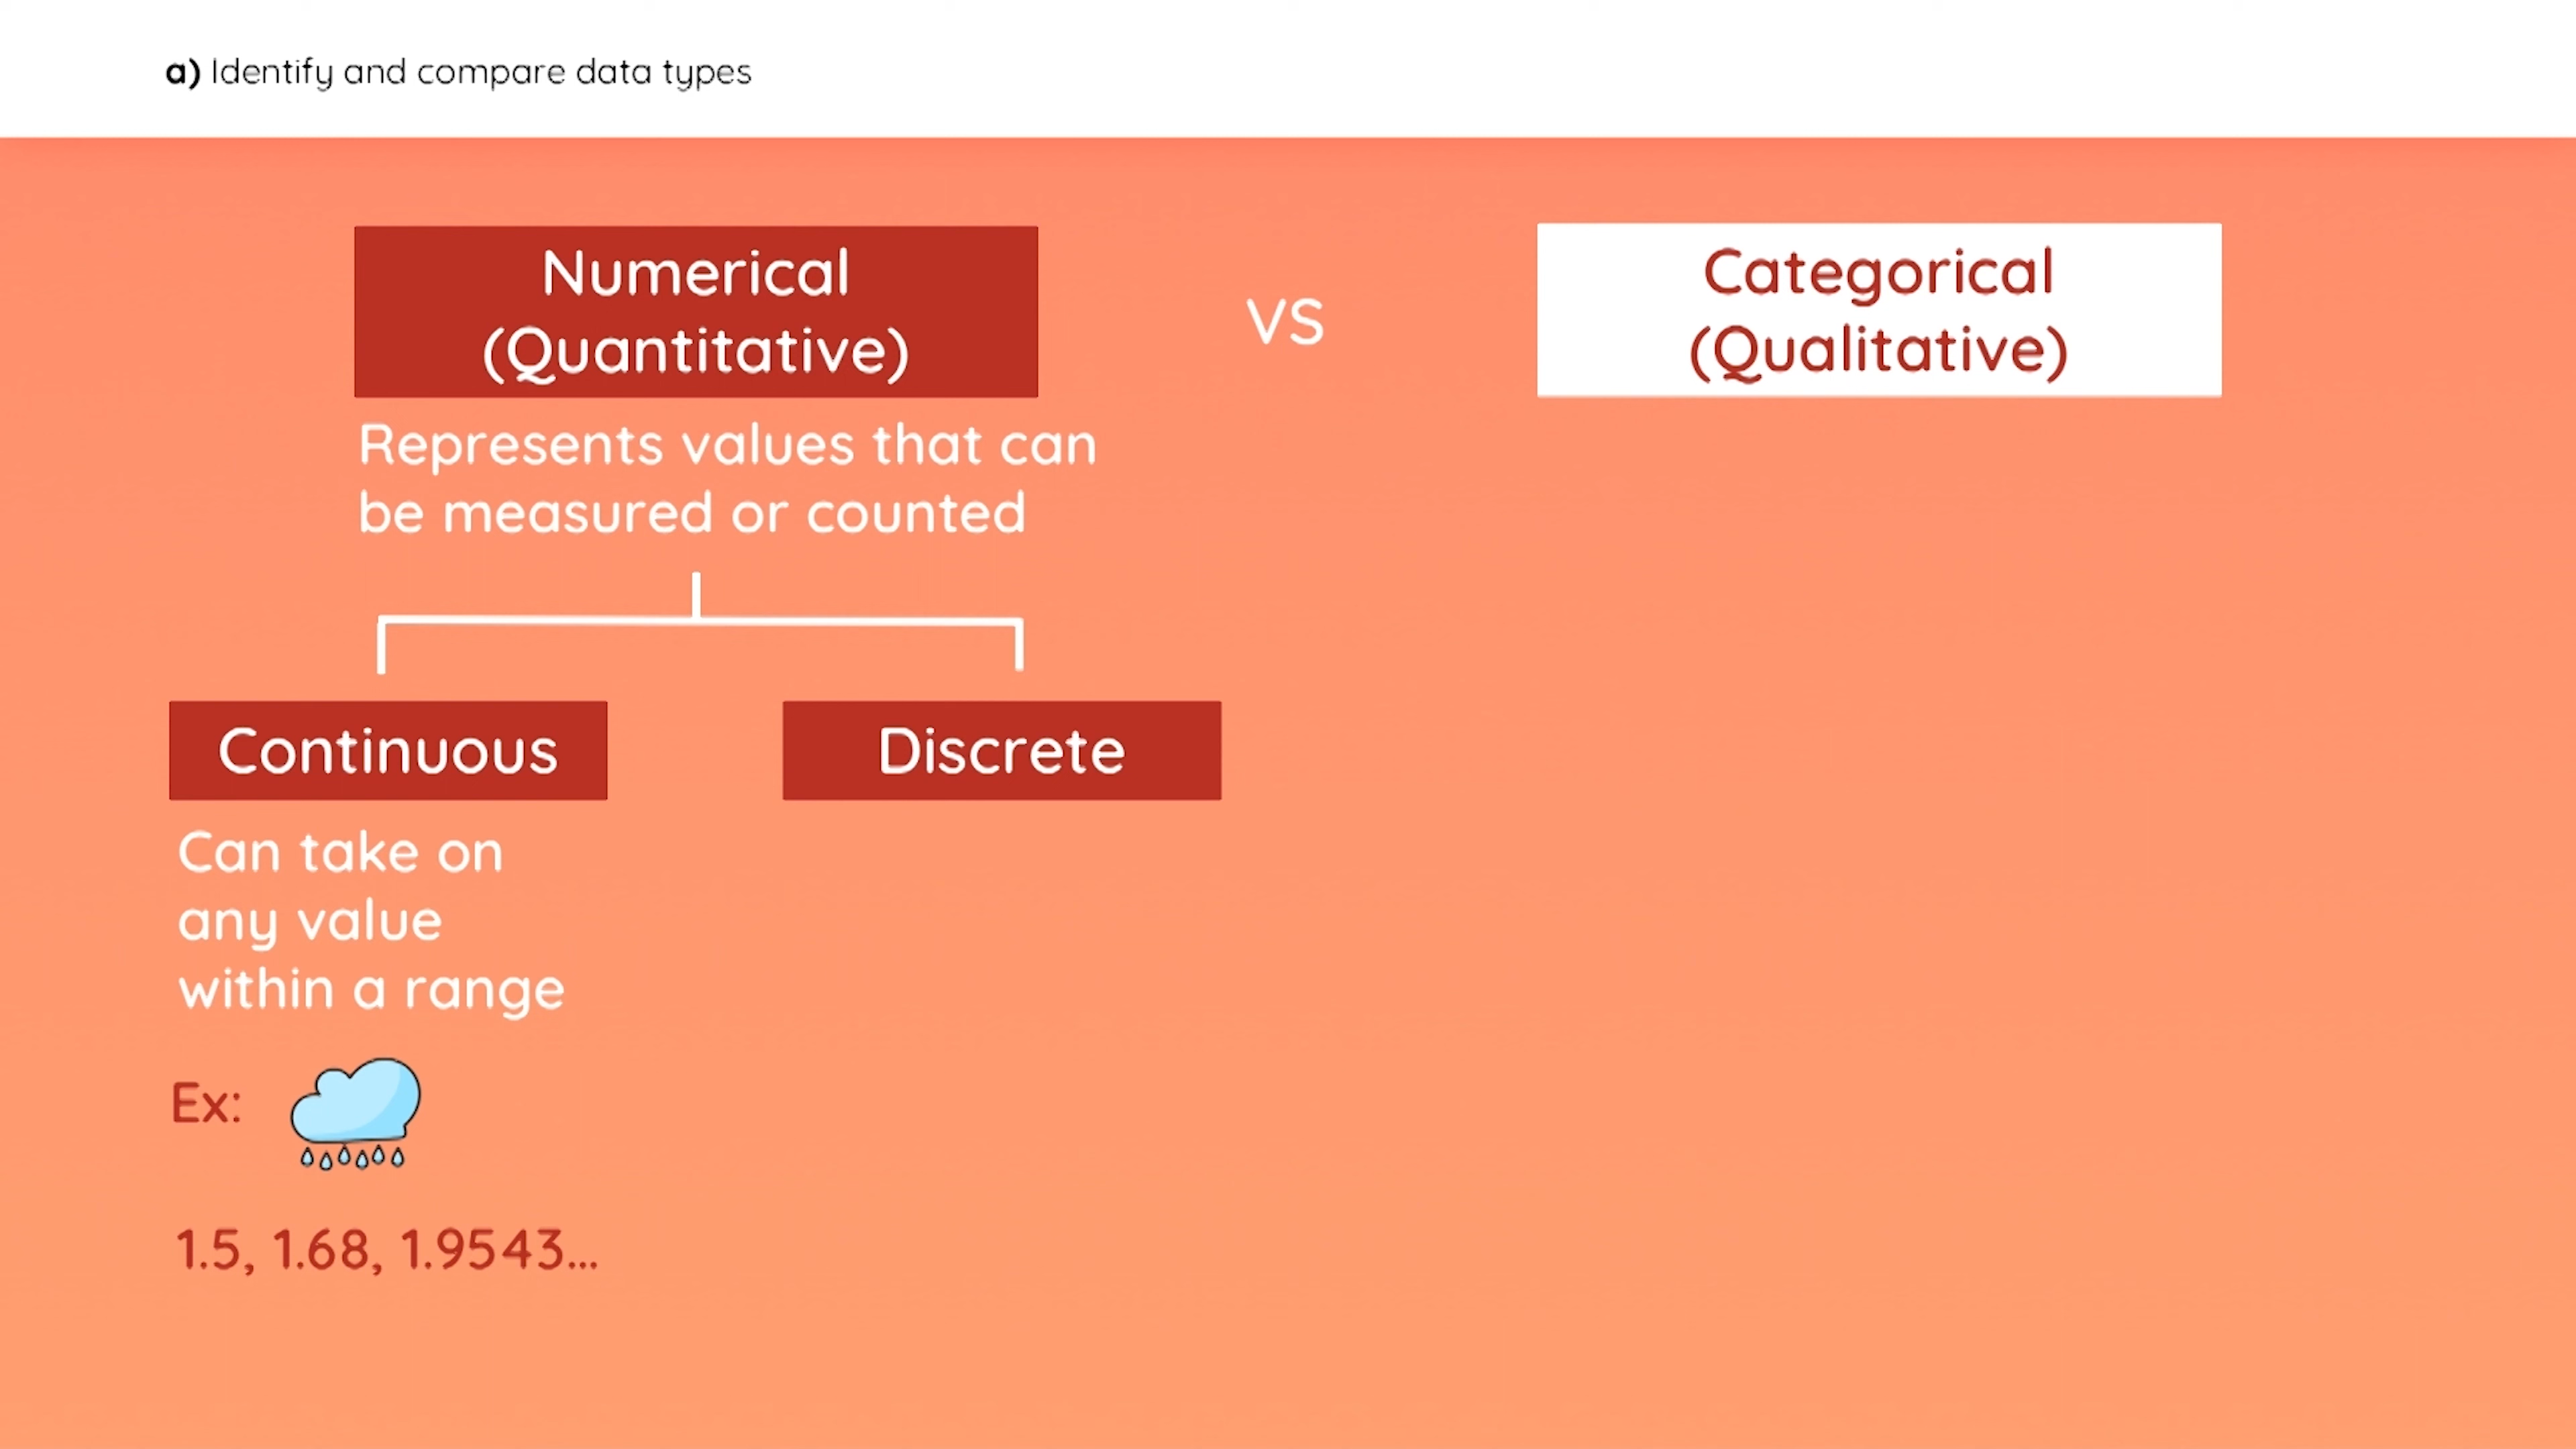 a) Identify and compare data types
Numerical
(Quantitative)
VS
Categorical
(Qualitative)
Represents values that can
be measured or counted
Continuous
Discrete
Can take on
any value
within a range
Ex:
1.5, 1.68, 1.9543...